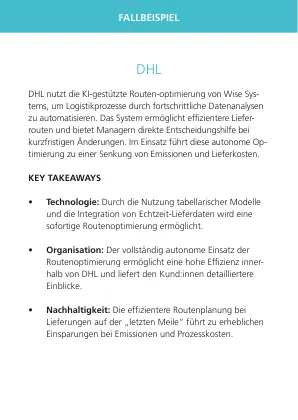 FALLBEISPIEL
DHL
DHL nutzt die KI-gestützte Routen-optimierung von Wise Sys-
tems, um Logistikprozesse durch fortschrittliche Datenanalysen
zu automatisieren. Das System ermöglicht effizientere Liefer-
routen und bietet Managern direkte Entscheidungshilfe bei
kurzfristigen Änderungen. Im Einsatz führt diese autonome Op-
timierung zu einer Senkung von Emissionen und Lieferkosten.
KEY TAKEAWAYS
• Technologie: Durch die Nutzung tabellarischer Modelle
und die Integration von Echtzeit-Lieferdaten wird eine
sofortige Routenoptimierung ermöglicht.
• Organisation: Der vollständig autonome Einsatz der
Routenoptimierung ermöglicht eine hohe Effizienz inner-
halb von DHL und liefert den Kund:innen detailliertere
Einblicke.
• Nachhaltigkeit: Die effizientere Routenplanung bei
Lieferungen auf der „letzten Meile“ führt zu erheblichen
Einsparungen bei Emissionen und Prozesskosten.